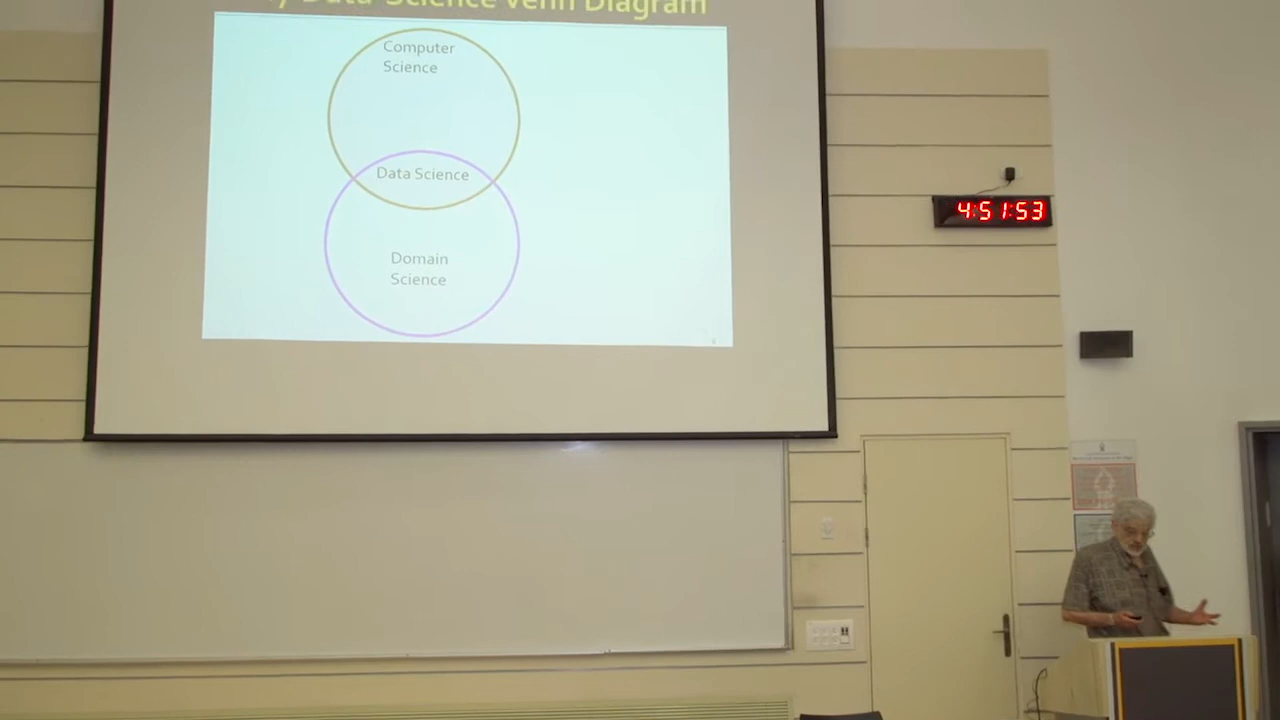 Data-Science Venn Diagram
Computer
Science
Data Science
Domain
Science
4:51:53